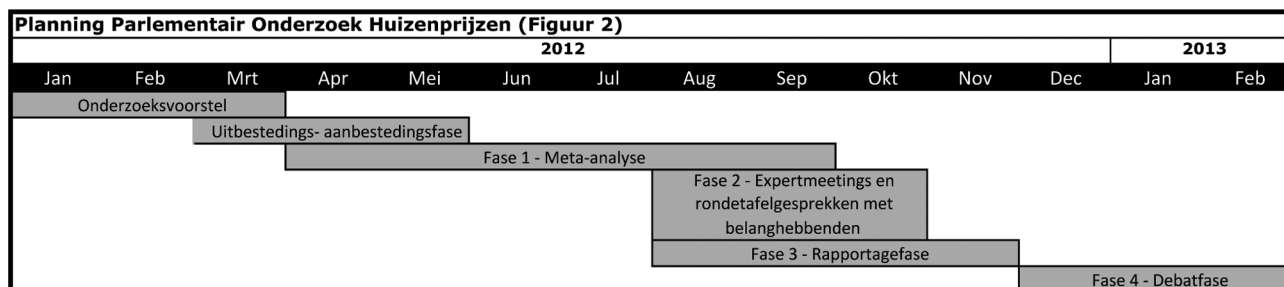 Planning Parlementair Onderzoek Huizenprijzen (Figuur 2)
2012 2013
Jan Feb Mrt Apr Mei Jun Jul Aug Sep Okt Nov Dec Jan Feb
Onderzoeksvoorstel
Uitbestedings- aanbestedingsfase
Fase 1 - Meta-analyse
Fase 2 - Expertmeetings en
rondetafelgesprekken met
belanghebbenden
Fase 3 - Rapportagefase
Fase 4 - Debatfase